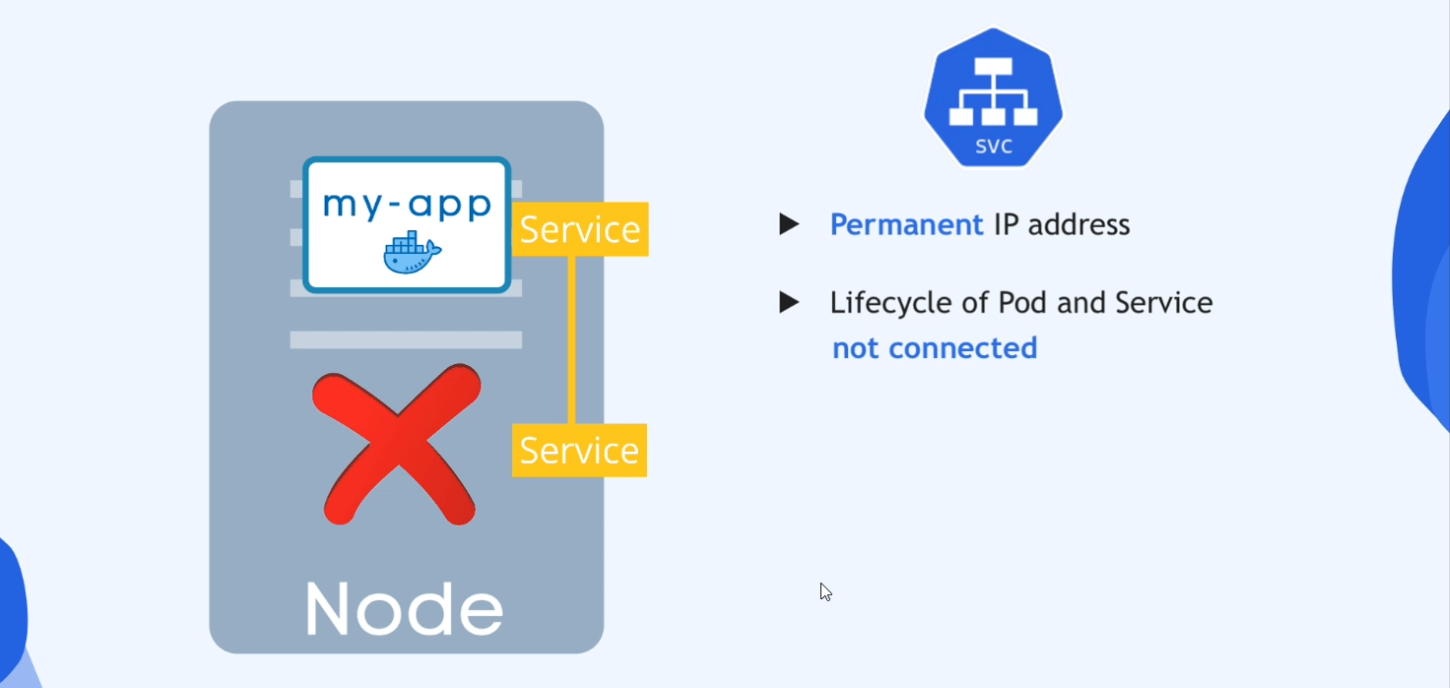 my-app
Service
Service
Node
svc
Permanent IP address
Lifecycle of Pod and Service
not connected